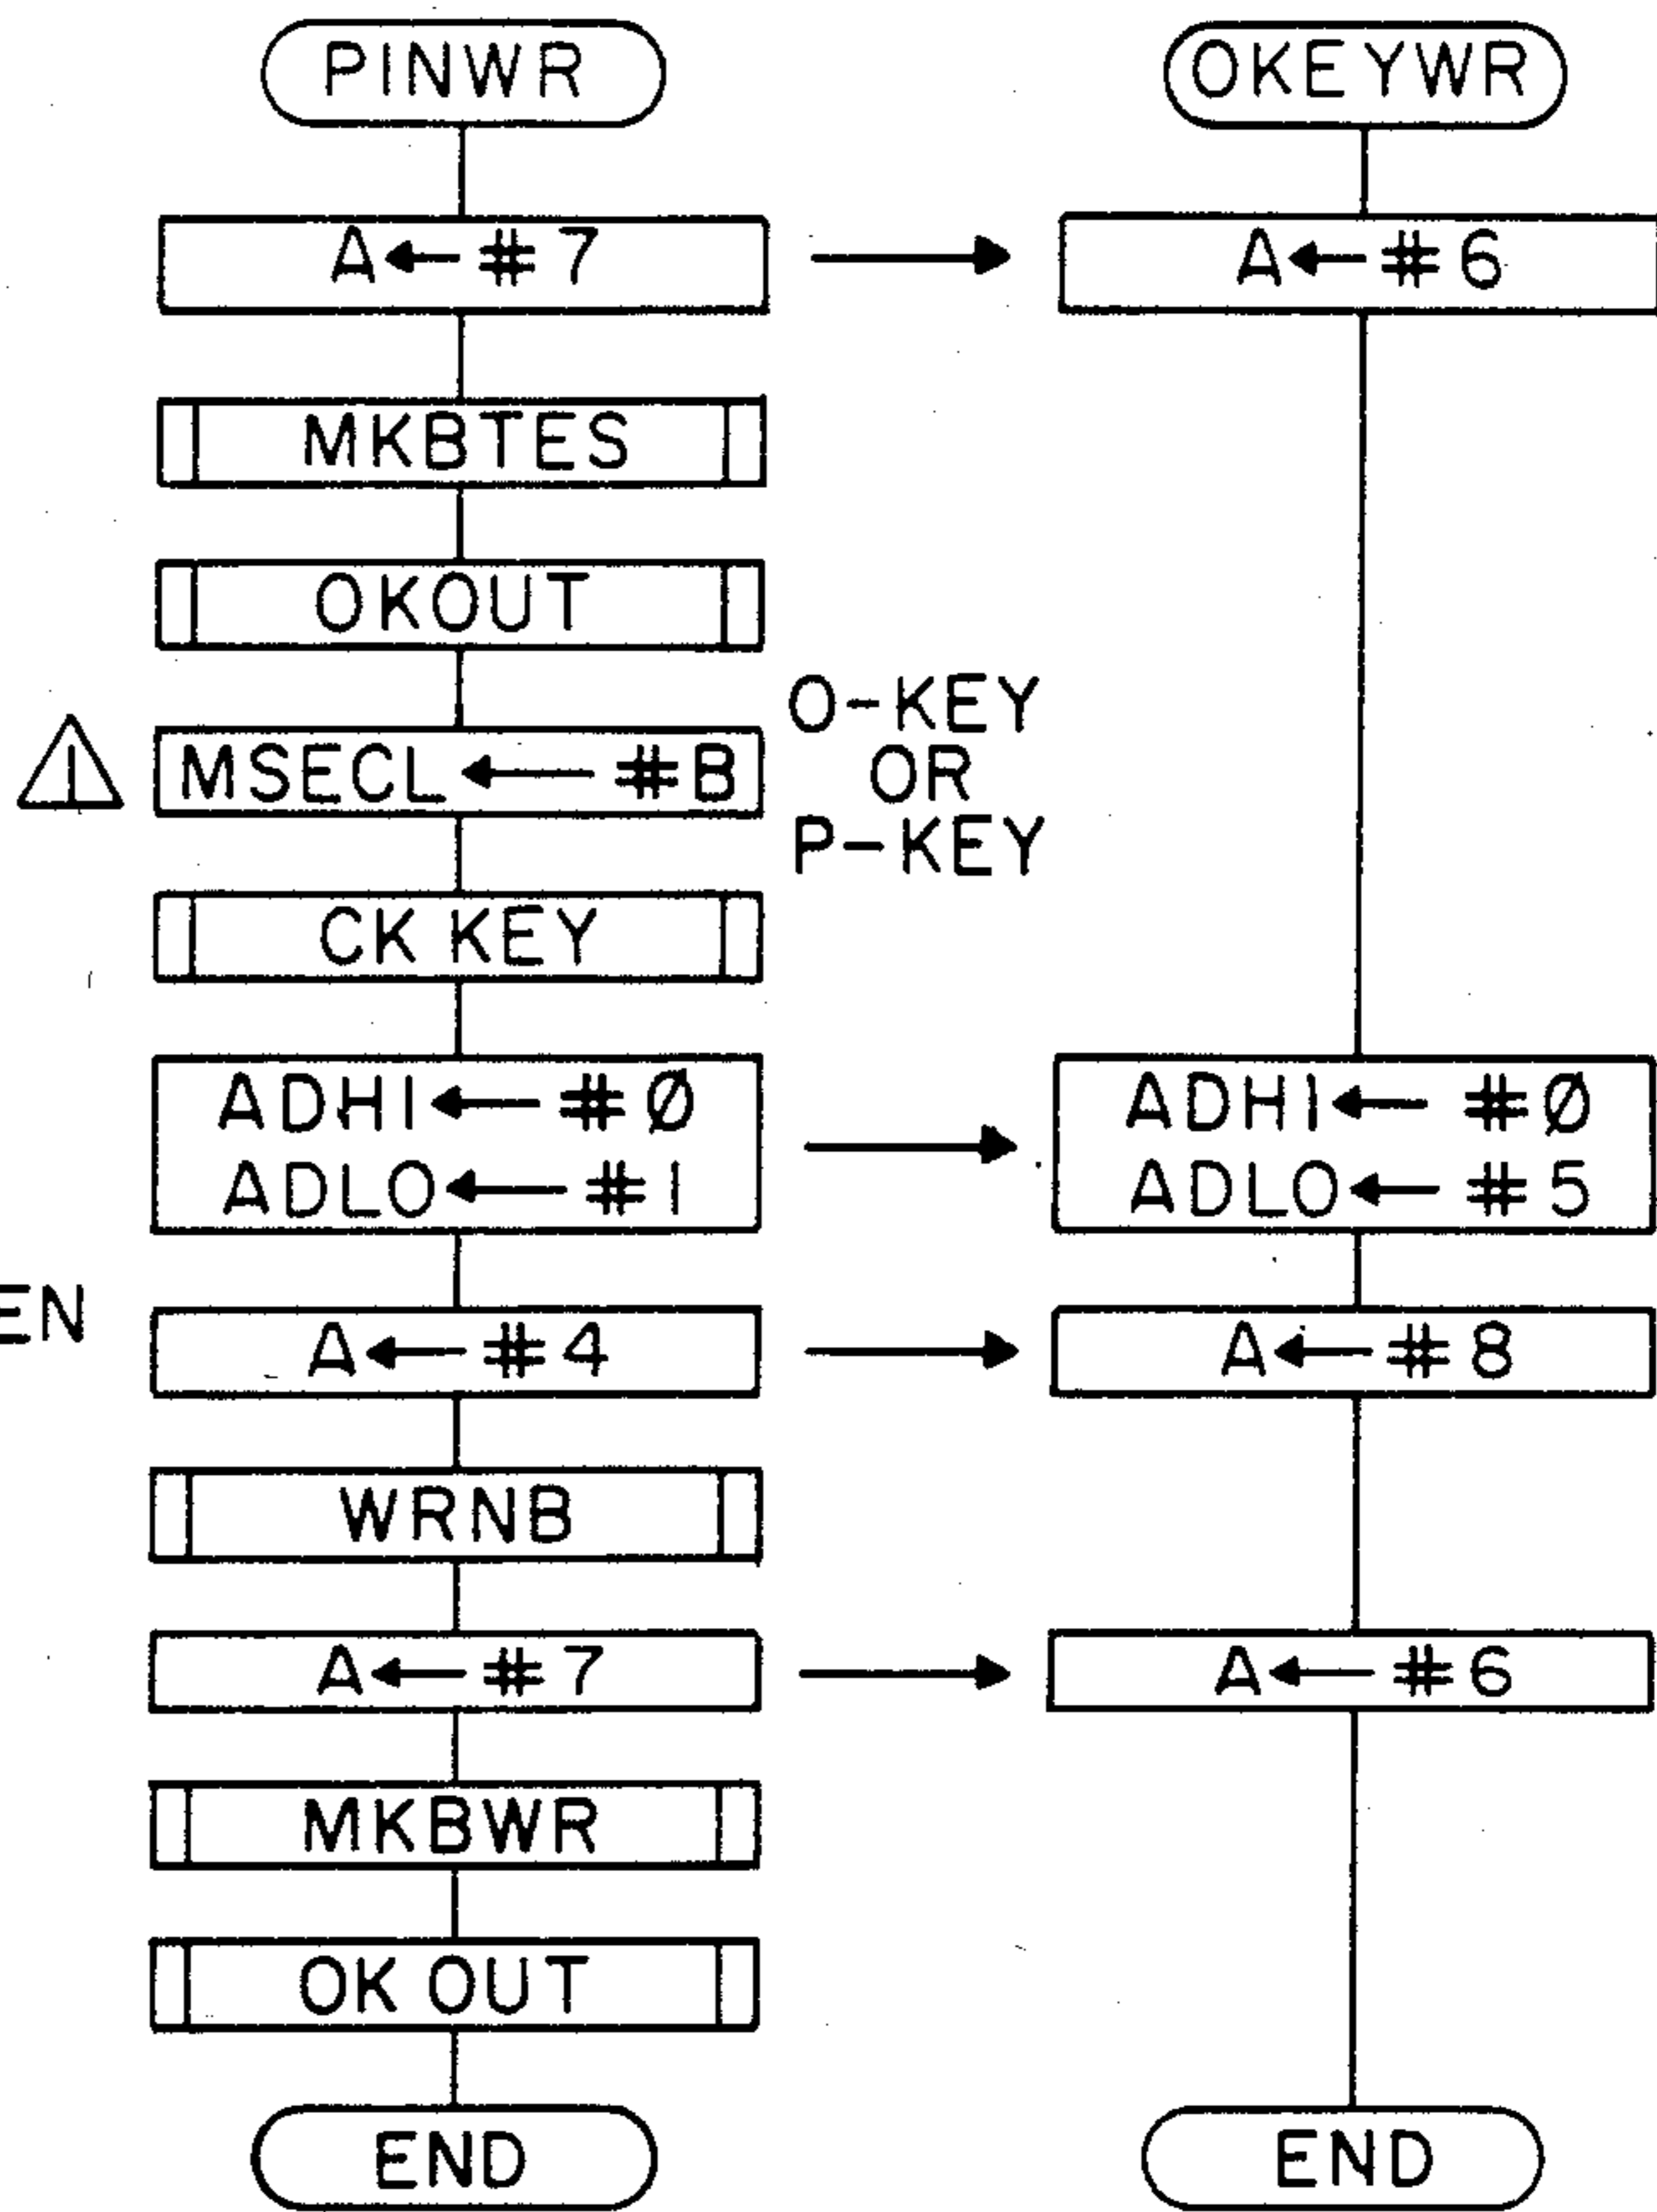 PINWR
A ← # 7
MKBTES
OKOUT
1
MSECL ← #B
O-KEY
OR
P-KEY
CK KEY
ADHI ← #Ø
ADLO ← #1
EN
A ← #4
WRNB
A ← #7
MKBWR
OK OUT
END
OKEYWR
A ← # 6
ADHI ← #Ø
ADLO ← # 5
A ← # 8
A ← #6
END